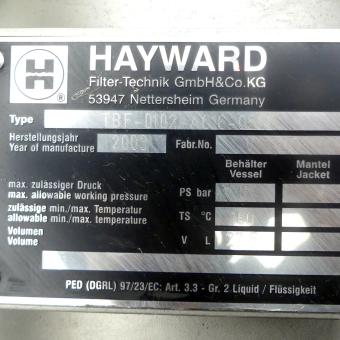 HAYWARD
Filter-Technik GmbH&Co.KG
53947 Nettersheim Germany
Type
Herstellungsjahr
Year of manufacture
Fabr.No.
Behälter
Vessel
Mantel
Jacket
max. zulässiger Druck
max. allowable working pressure
PS bar
zulässige min./max. Temperatur
allowable min./max. temperature
TS °C
Volumen
Volume
V L
PED (DGRL) 97/23/EC: Art. 3.3 - Gr. 2 Liquid / Flüssigkeit